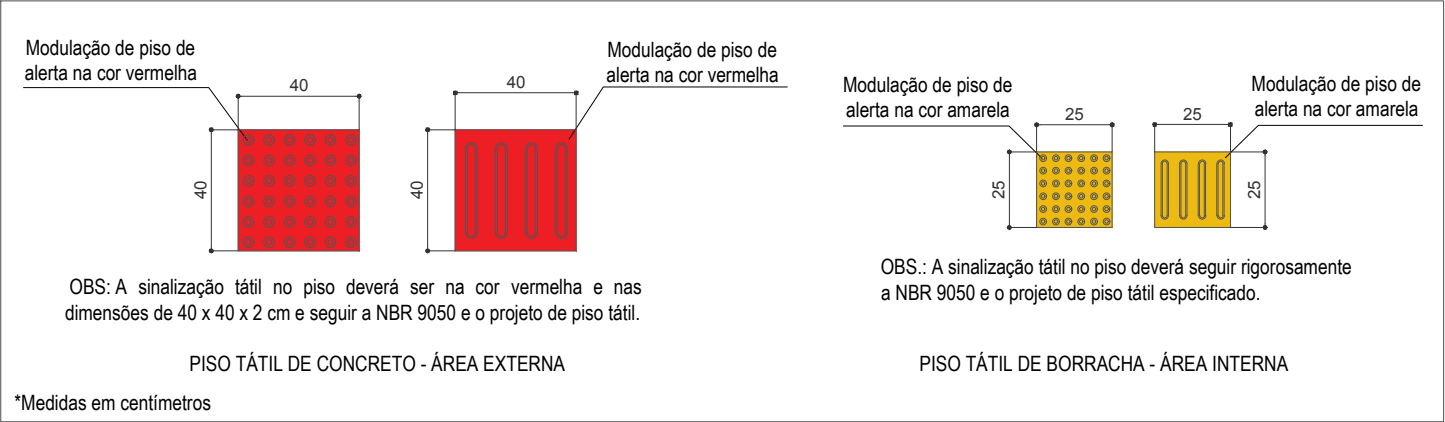 Modulação de piso de
alerta na cor vermelha
40
40
Modulação de piso de
alerta na cor vermelha
40
40
OBS: A sinalização tátil no piso deverá ser na cor vermelha e nas
dimensões de 40 x 40 x 2 cm e seguir a NBR 9050 e o projeto de piso tátil.
PISO TÁTIL DE CONCRETO - ÁREA EXTERNA
Modulação de piso de
alerta na cor amarela
25
25
Modulação de piso de
alerta na cor amarela
25
25
OBS.: A sinalização tátil no piso deverá seguir rigorosamente
a NBR 9050 e o projeto de piso tátil especificado.
PISO TÁTIL DE BORRACHA - ÁREA INTERNA
*Medidas em centímetros